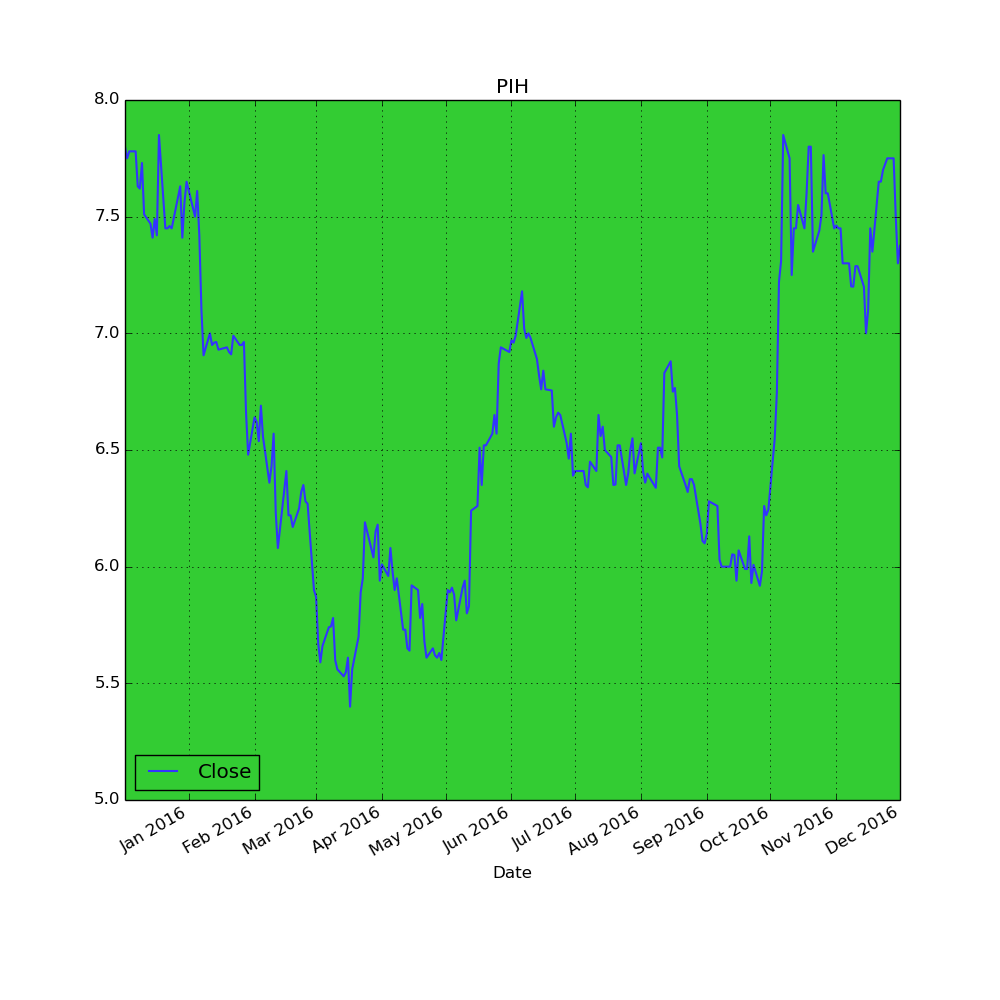 PIH
8.0
7.5
7.0
6.5
6.0
5.5
5.0
Close
Jan 2016
Feb 2016
Mar 2016
Apr 2016
May 2016
Jun 2016
Jul 2016
Aug 2016
Sep 2016
Oct 2016
Nov 2016
Dec 2016
Date